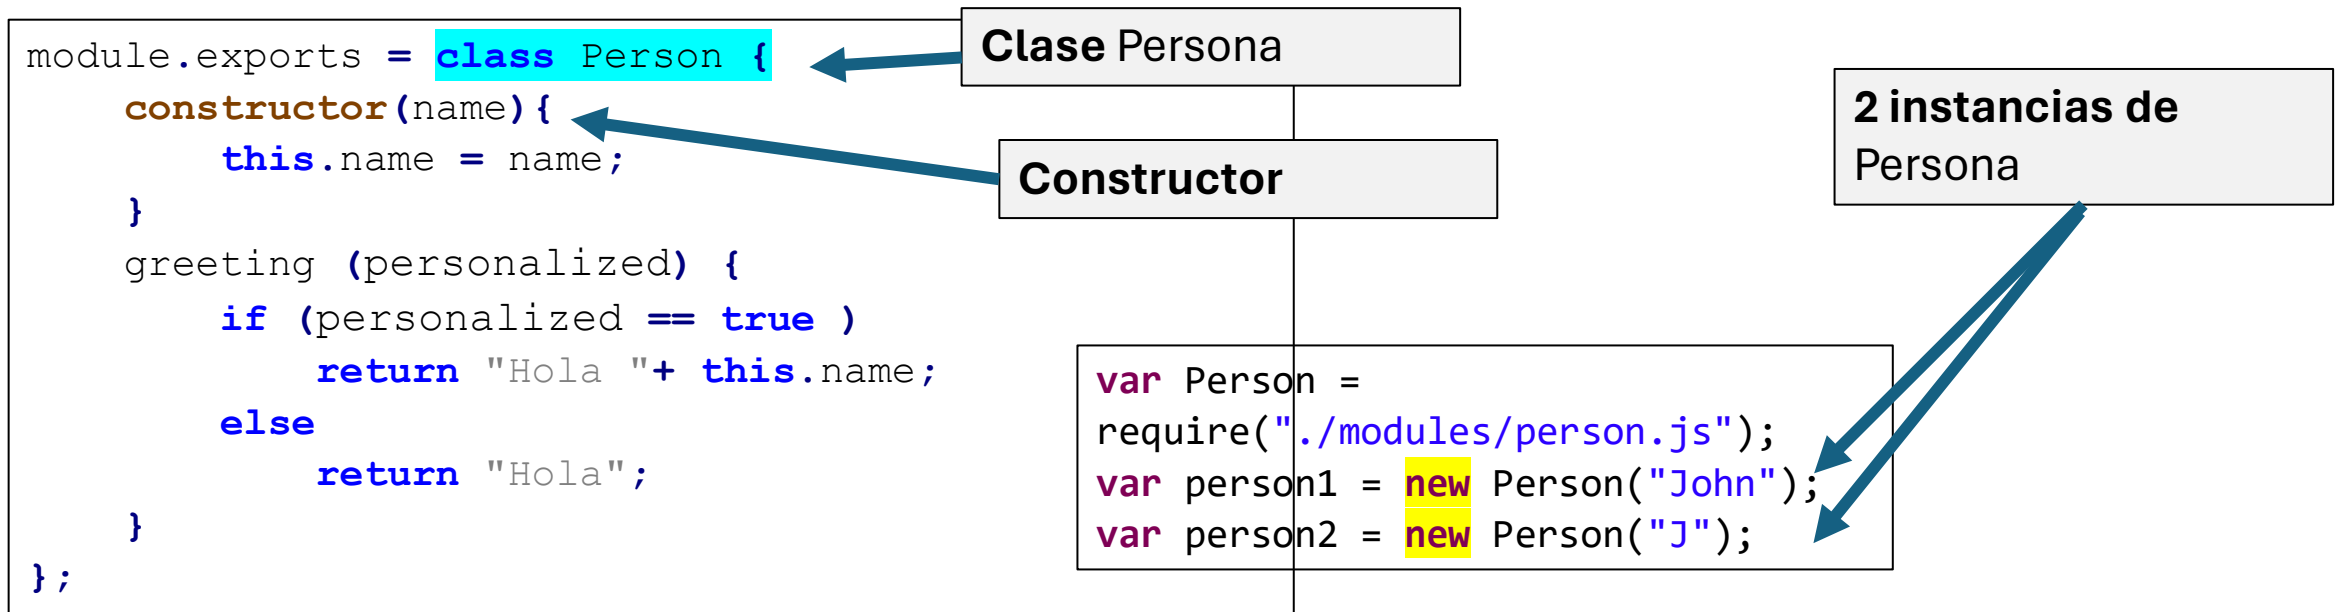 module.exports = class Person {
constructor(name){
this.name = name;
}
greeting (personalized) {
if (personalized == true )
return "Hola "+ this.name;
else
return "Hola";
}
};
Clase Persona
Constructor
2 instancias de
Persona
var Person =
require("./modules/person.js");
var person1 = new Person("John");
var person2 = new Person("J");